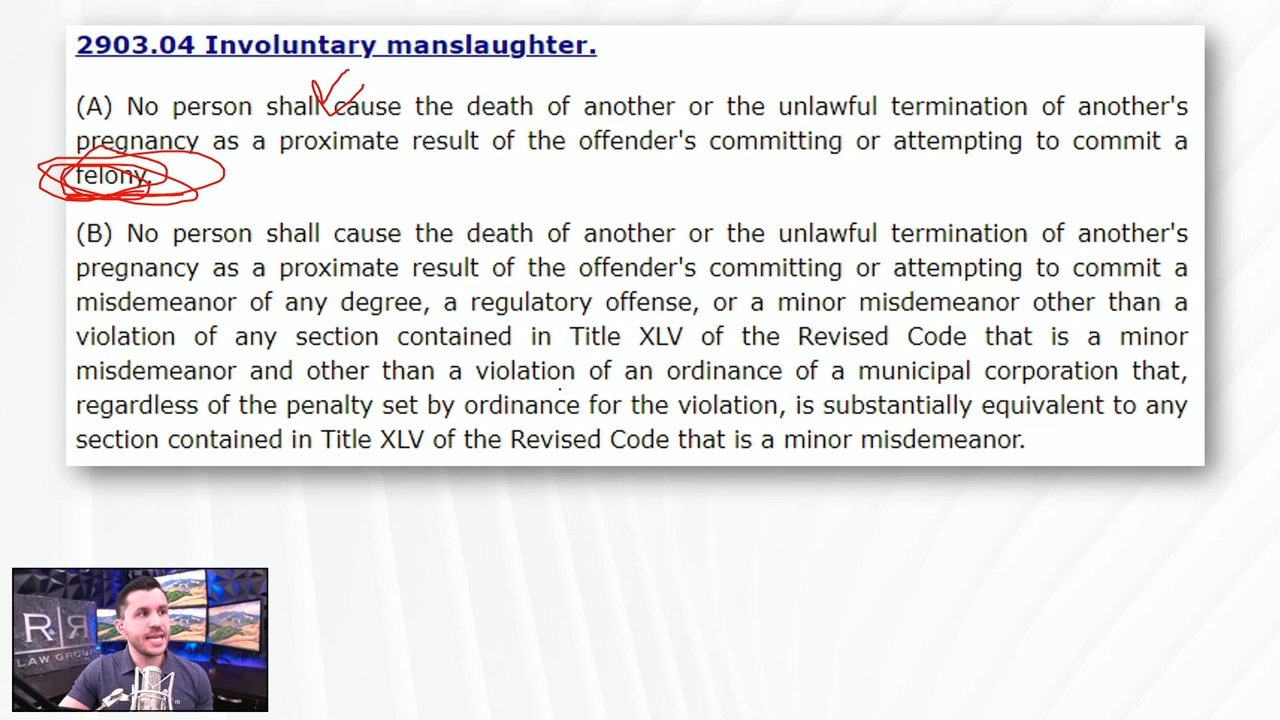 2903.04 Involuntary manslaughter.
(A) No person shall cause the death of another or the unlawful termination of another's
pregnancy as a proximate result of the offender's committing or attempting to commit a
felony.
(B) No person shall cause the death of another or the unlawful termination of another's
pregnancy as a proximate result of the offender's committing or attempting to commit a
misdemeanor of any degree, a regulatory offense, or a minor misdemeanor other than a
violation of any section contained in Title XLV of the Revised Code that is a minor
misdemeanor and other than a violation of an ordinance of a municipal corporation that,
regardless of the penalty set by ordinance for the violation, is substantially equivalent to any
section contained in Title XLV of the Revised Code that is a minor misdemeanor.
R|R
LAW GROUP